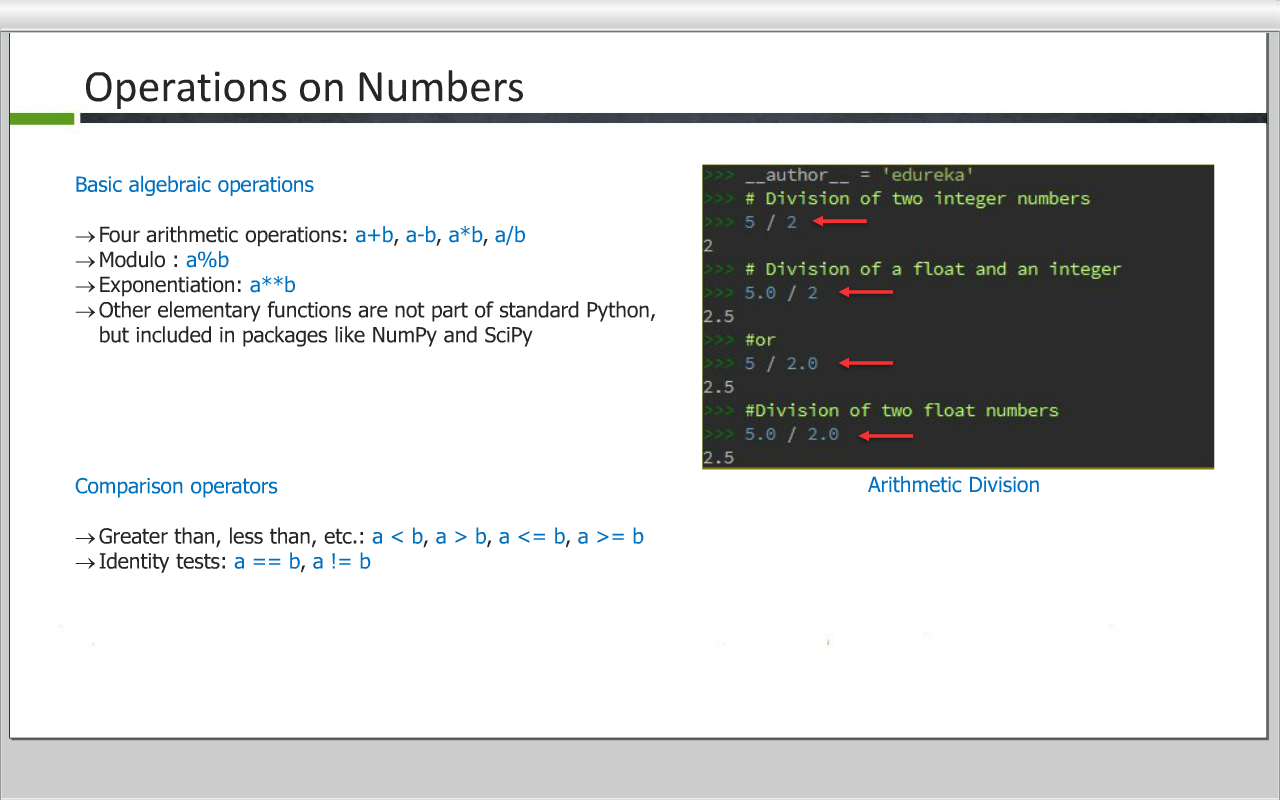 Operations on Numbers
Basic algebraic operations
→Four arithmetic operations: a+b, a-b, a*b, a/b
→Modulo : a%b
→Exponentiation: a**b
→Other elementary functions are not part of standard Python,
but included in packages like NumPy and SciPy
Comparison operators
→Greater than, less than, etc.: a < b, a > b, a <= b, a >= b
→Identity tests: a == b, a != b
>>> __author__ = 'edureka'
>>> # Division of two integer numbers
>>> 5 / 2
2
>>> # Division of a float and an integer
>>> 5.0 / 2
2.5
>>> #or
>>> 5 / 2.0
2.5
>>> #Division of two float numbers
>>> 5.0 / 2.0
2.5
Arithmetic Division